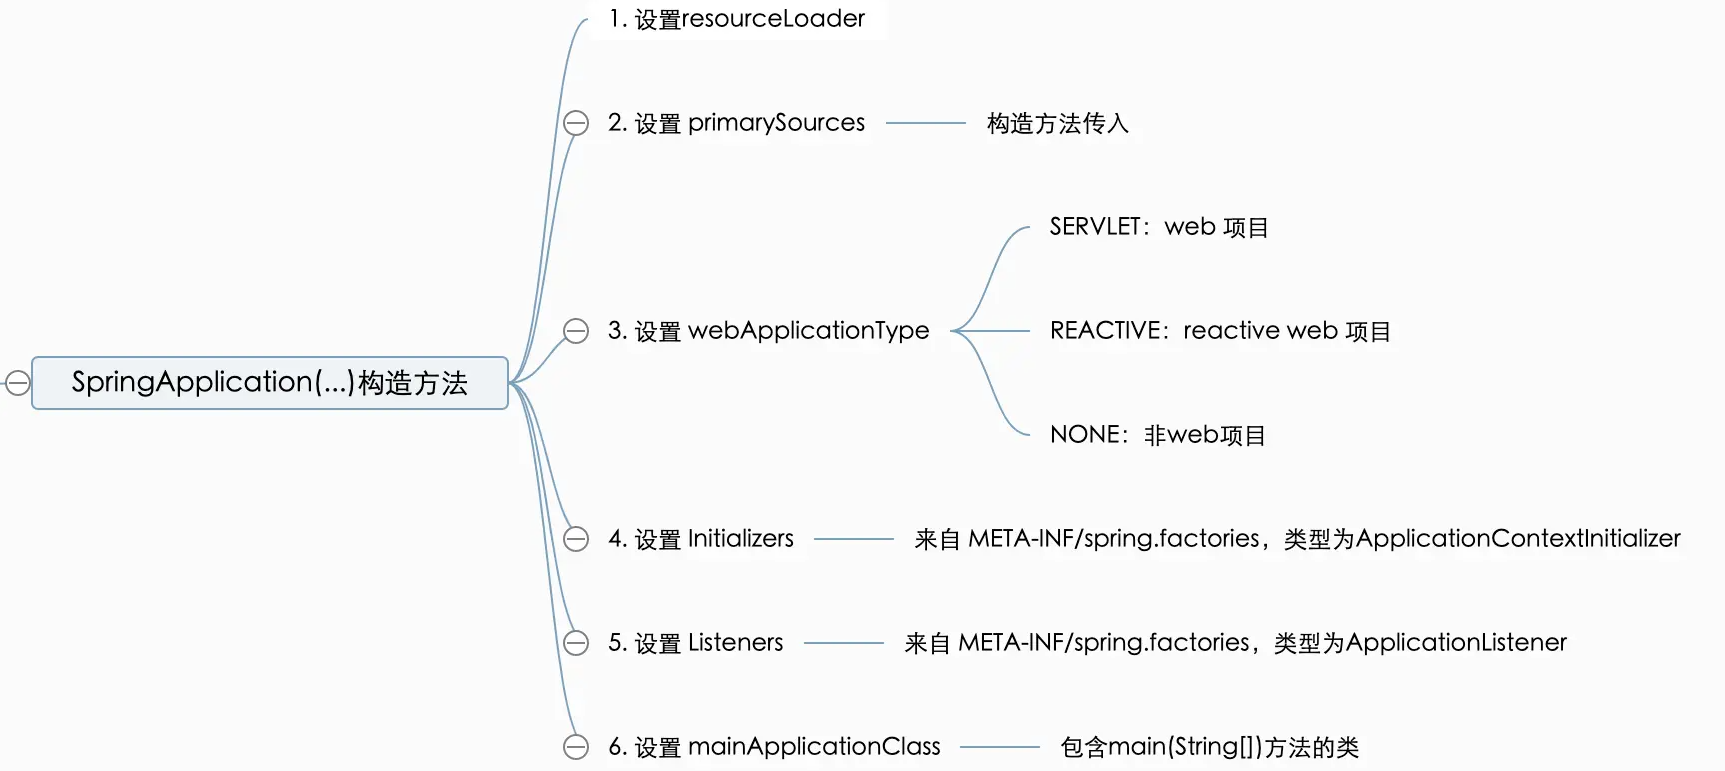 SpringApplication(...)构造方法
1. 设置resourceLoader
2. 设置 primarySources
构造方法传入
3. 设置 webApplicationType
SERVLET：web 项目
REACTIVE：reactive web 项目
NONE：非web项目
4. 设置 Initializers
来自 META-INF/spring.factories，类型为ApplicationContextInitializer
5. 设置 Listeners
来自 META-INF/spring.factories，类型为ApplicationListener
6. 设置 mainApplicationClass
包含main(String[])方法的类